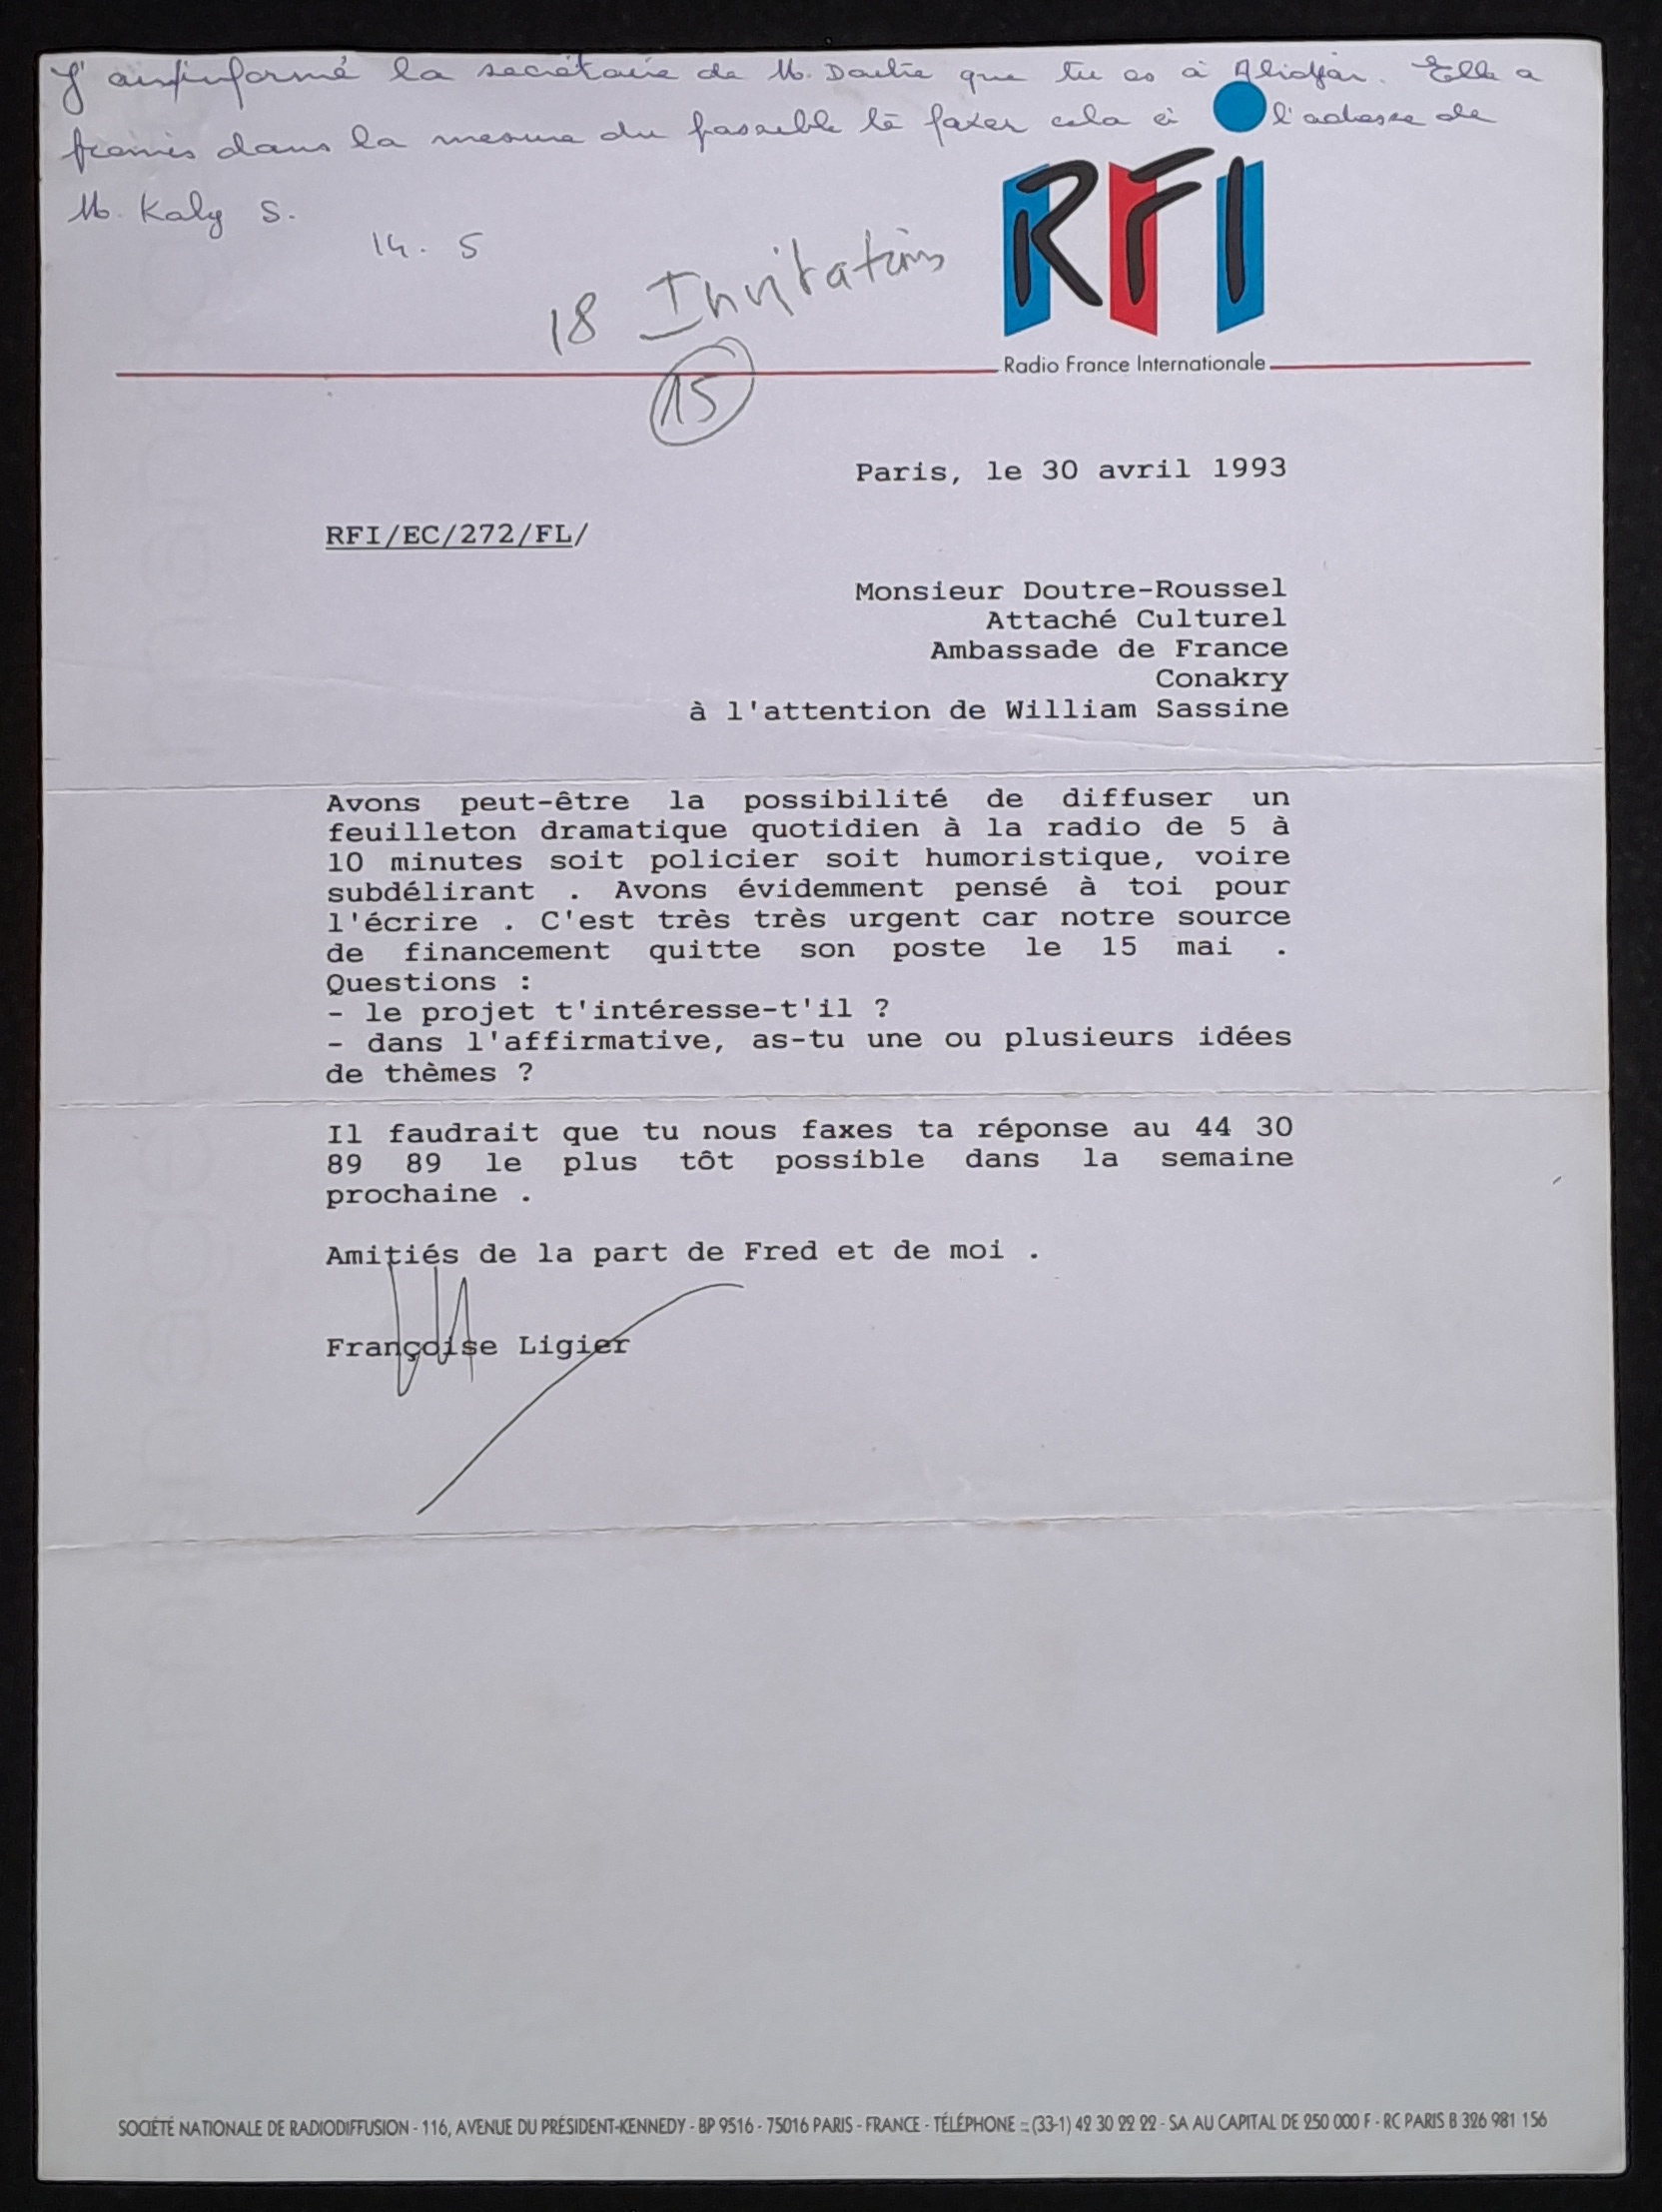 J'ai informé la secrétaire de M. Doutre que tu es à Abidjan. Elle a
promis dans la mesure du possible te faxer cela à l'adresse de
M. Kaly S.
14. 5
18 Invitations
15
RFI
Radio France Internationale
Paris, le 30 avril 1993
RFI/EC/272/FL/
Monsieur Doutre-Roussel
Attaché Culturel
Ambassade de France
Conakry
à l'attention de William Sassine
Avons peut-être la possibilité de diffuser un
feuilleton dramatique quotidien à la radio de 5 à
10 minutes soit policier soit humoristique, voire
subdélirant . Avons évidemment pensé à toi pour
l'écrire . C'est très très urgent car notre source
de financement quitte son poste le 15 mai .
Questions :
- le projet t'intéresse-t'il ?
- dans l'affirmative, as-tu une ou plusieurs idées
de thèmes ?
Il faudrait que tu nous faxes ta réponse au 44 30
89 89 le plus tôt possible dans la semaine
prochaine .
Amitiés de la part de Fred et de moi .
Françoise Ligier
SOCIÉTÉ NATIONALE DE RADIODIFFUSION - 116, AVENUE DU PRÉSIDENT-KENNEDY - BP 9516 - 75016 PARIS - FRANCE - TÉLÉPHONE : (33-1) 42 30 22 22 - SA AU CAPITAL DE 250 000 F - RC PARIS B 326 981 156